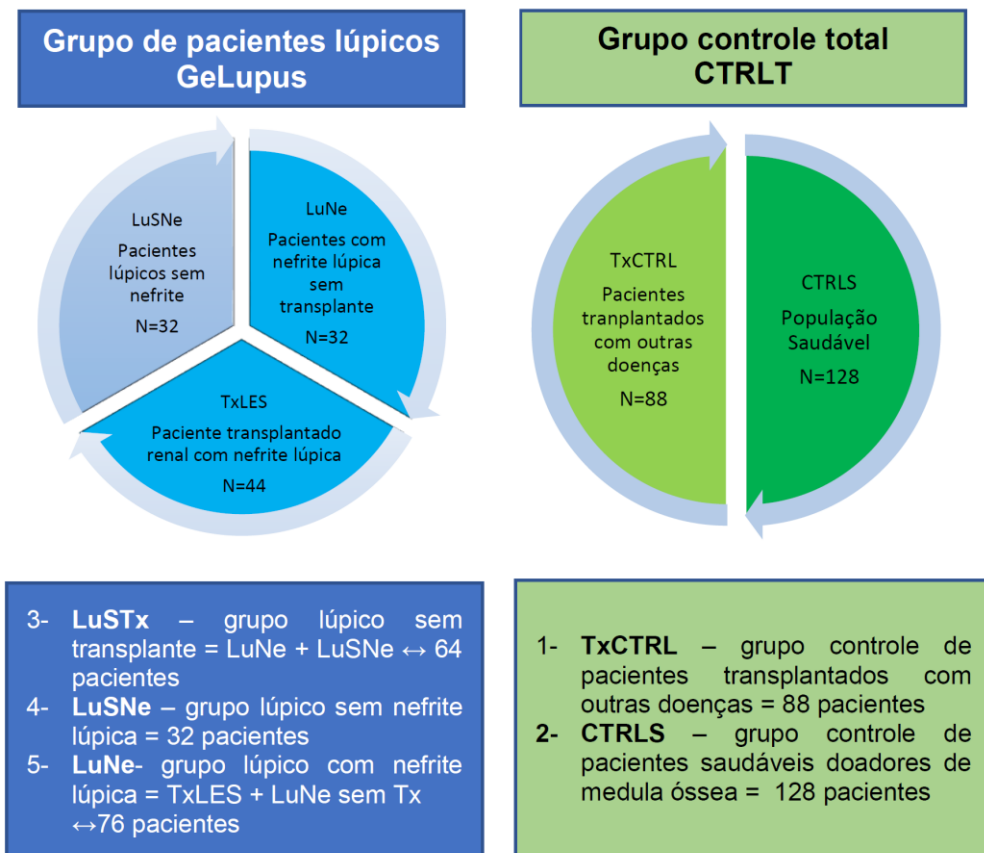 Grupo de pacientes lúpicos
GeLupus
Grupo controle total
CTRLT
LuSNe
Pacientes
lúpicos sem
nefrite
N=32
LuNe
Pacientes com
nefrite lúpica
sem
transplante
N=32
TxLES
Paciente transplantado
renal com nefrite lúpica
N=44
TxCTRL
Pacientes
tranplantados
com outras
doenças
N=88
CTRLS
População
Saudável
N=128
3- LuSTx – grupo lúpico sem
transplante = LuNe + LuSNe ↔ 64
pacientes
4- LuSNe – grupo lúpico sem nefrite
lúpica = 32 pacientes
5- LuNe- grupo lúpico com nefrite
lúpica = TxLES + LuNe sem Tx
↔76 pacientes
1- TxCTRL – grupo controle de
pacientes transplantados com
outras doenças = 88 pacientes
2- CTRLS – grupo controle de
pacientes saudáveis doadores de
medula óssea = 128 pacientes